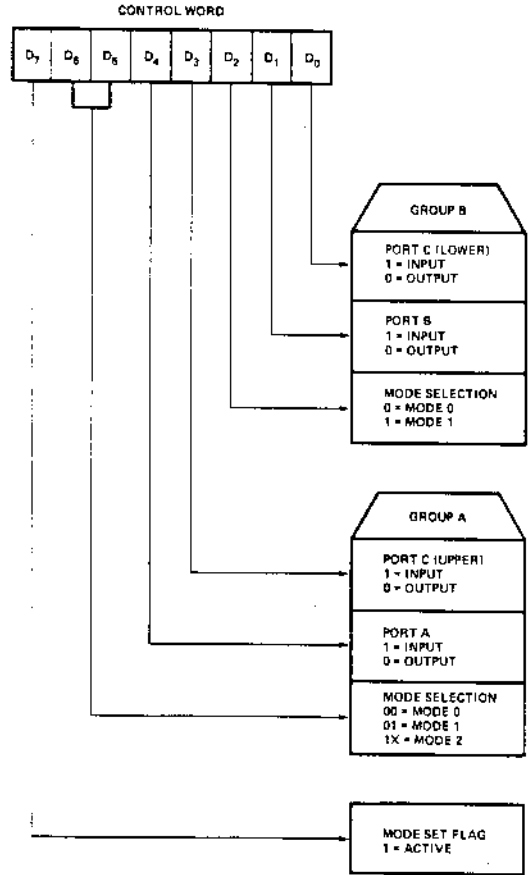 CONTROL WORD
D7 D6 D5 D4 D3 D2 D1 D0
GROUP B
PORT C (LOWER)
1 = INPUT
0 = OUTPUT
PORT B
1 = INPUT
0 = OUTPUT
MODE SELECTION
0 = MODE 0
1 = MODE 1
GROUP A
PORT C (UPPER)
1 = INPUT
0 = OUTPUT
PORT A
1 = INPUT
0 = OUTPUT
MODE SELECTION
00 = MODE 0
01 = MODE 1
1X = MODE 2
MODE SET FLAG
1 = ACTIVE